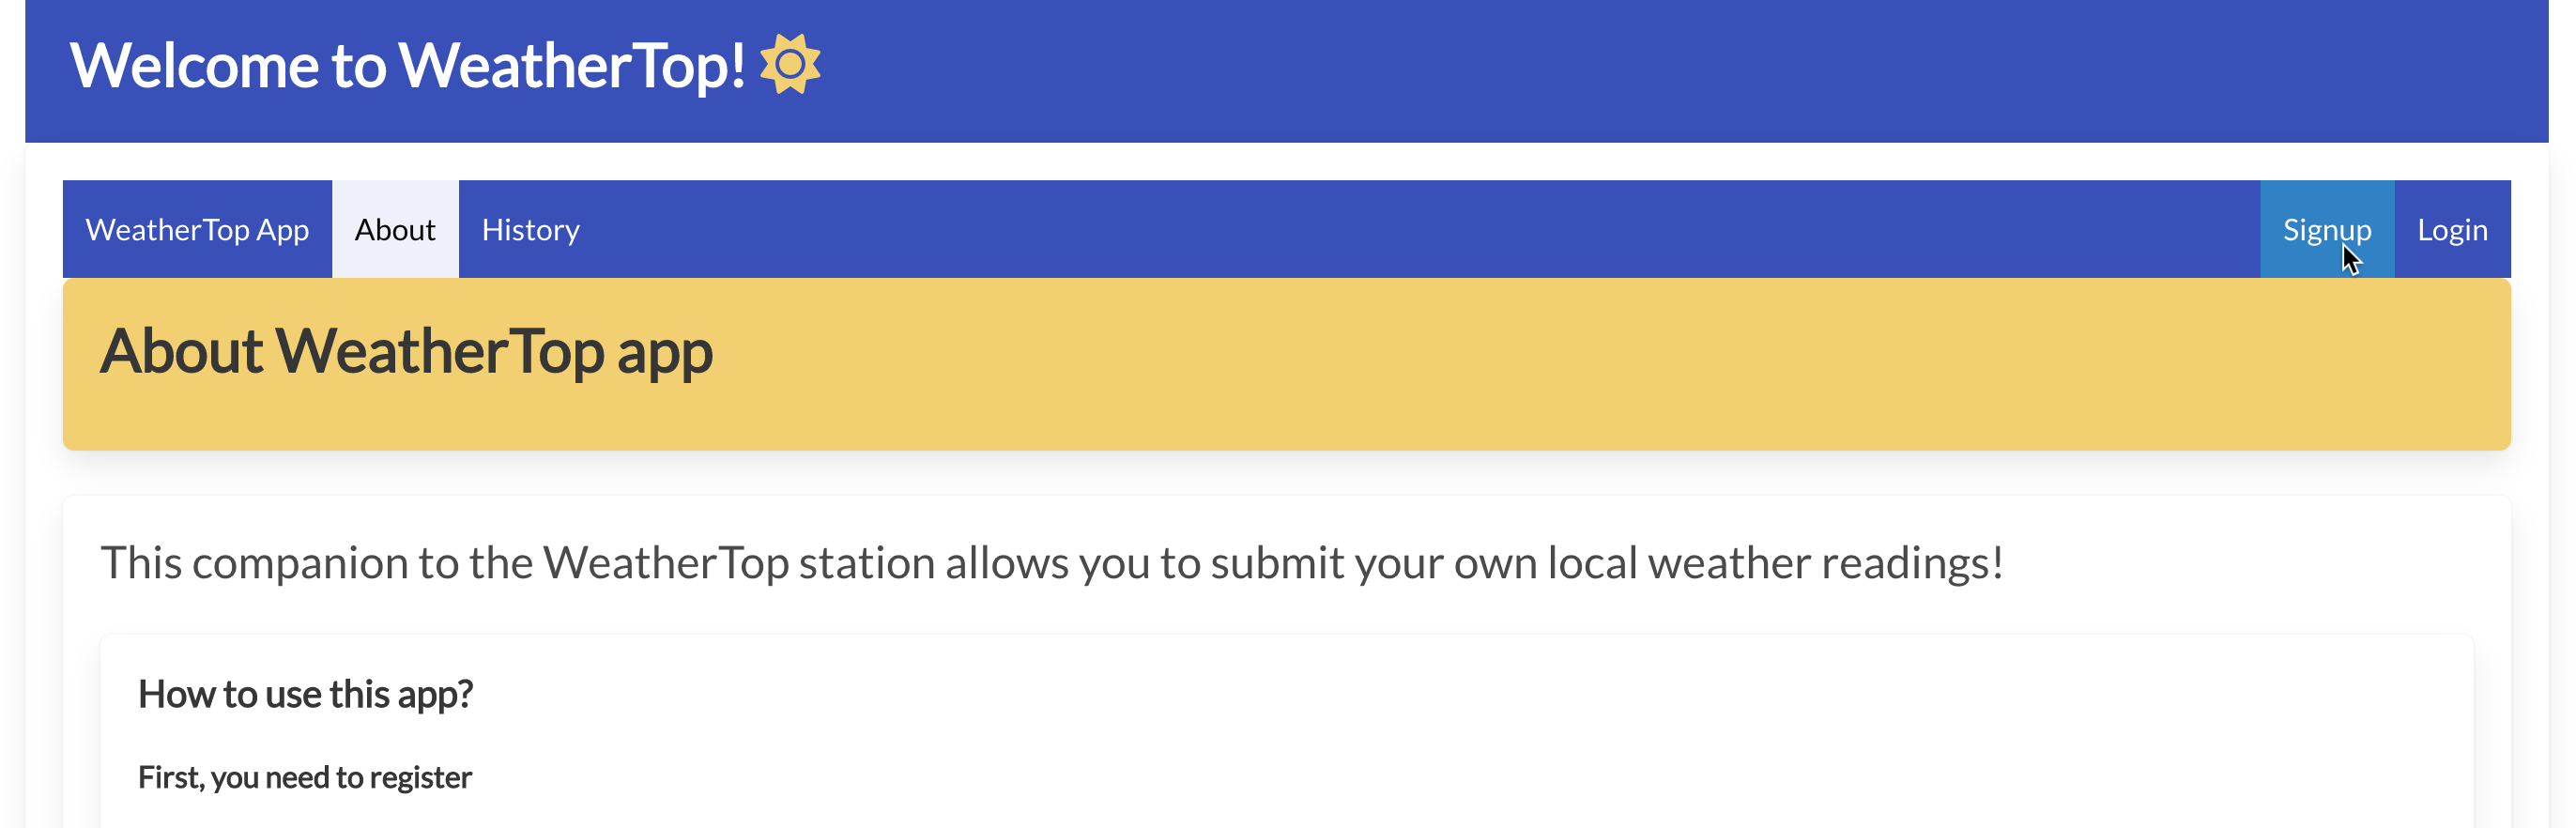 Welcome to WeatherTop!
WeatherTop App About History Signup Login
About WeatherTop app
This companion to the WeatherTop station allows you to submit your own local weather readings!
How to use this app?
First, you need to register